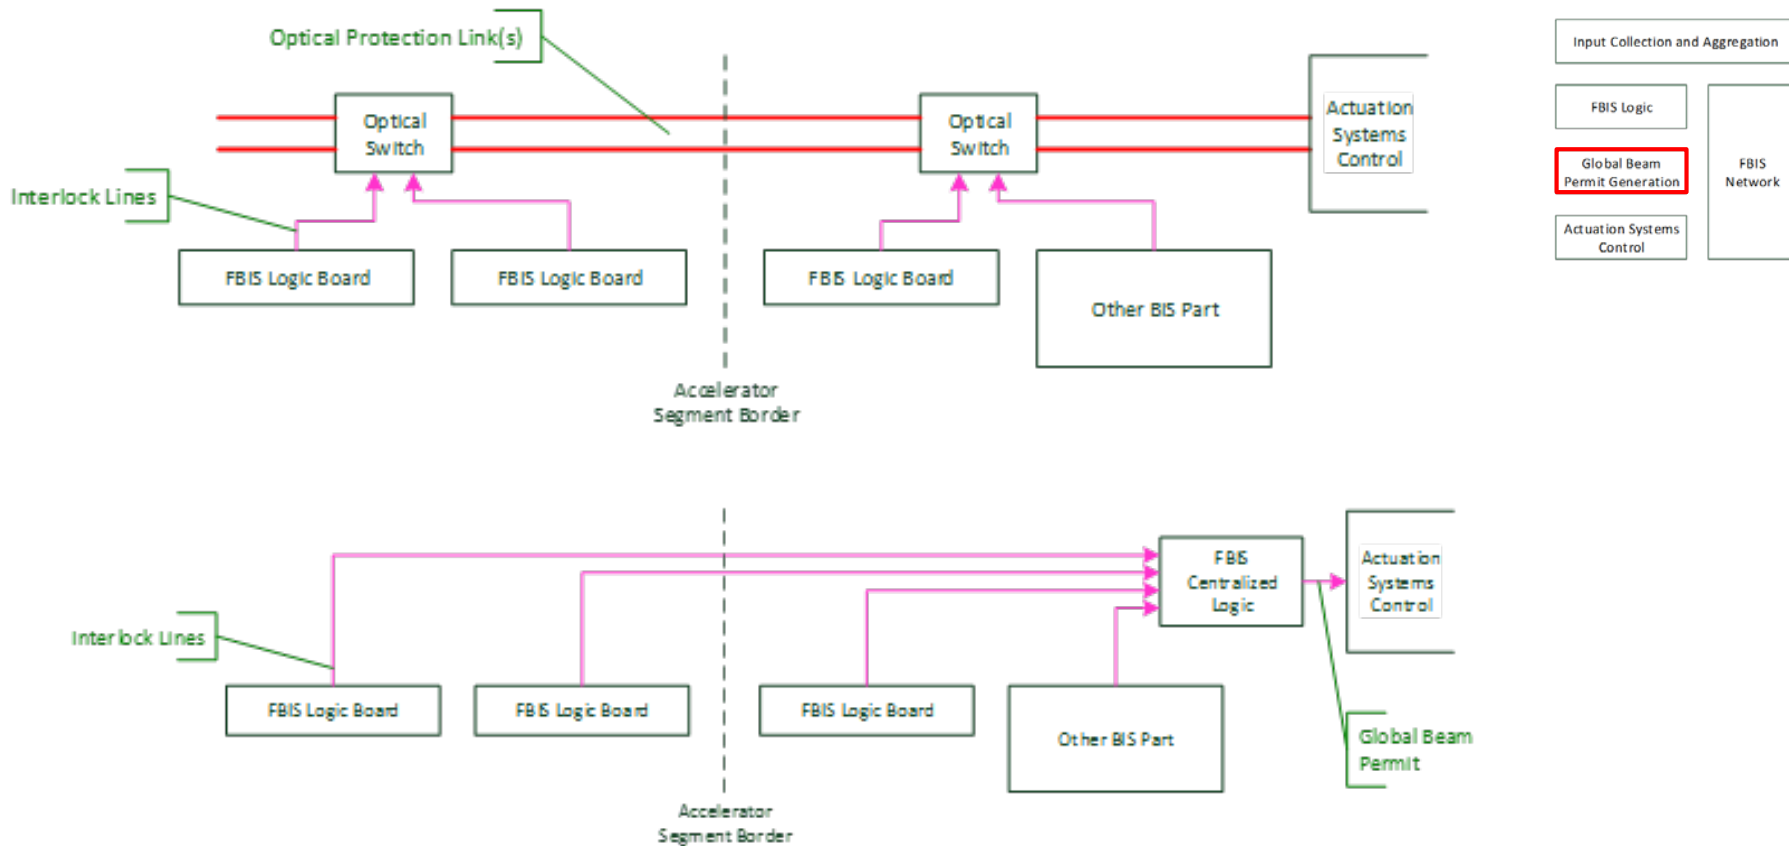 Optical Protection Link(s)
Optical
Switch
Optical
Switch
Actuation
Systems
Control
Interlock Lines
FBIS Logic Board
FBIS Logic Board
FBIS Logic Board
Other BIS Part
Accelerator
Segment Border
Input Collection and Aggregation
FBIS Logic
Global Beam
Permit Generation
FBIS
Network
Actuation Systems
Control
FBIS
Centralized
Logic
Actuation
Systems
Control
Interlock Lines
FBIS Logic Board
FBIS Logic Board
FBIS Logic Board
Other BIS Part
Global Beam
Permit
Accelerator
Segment Border